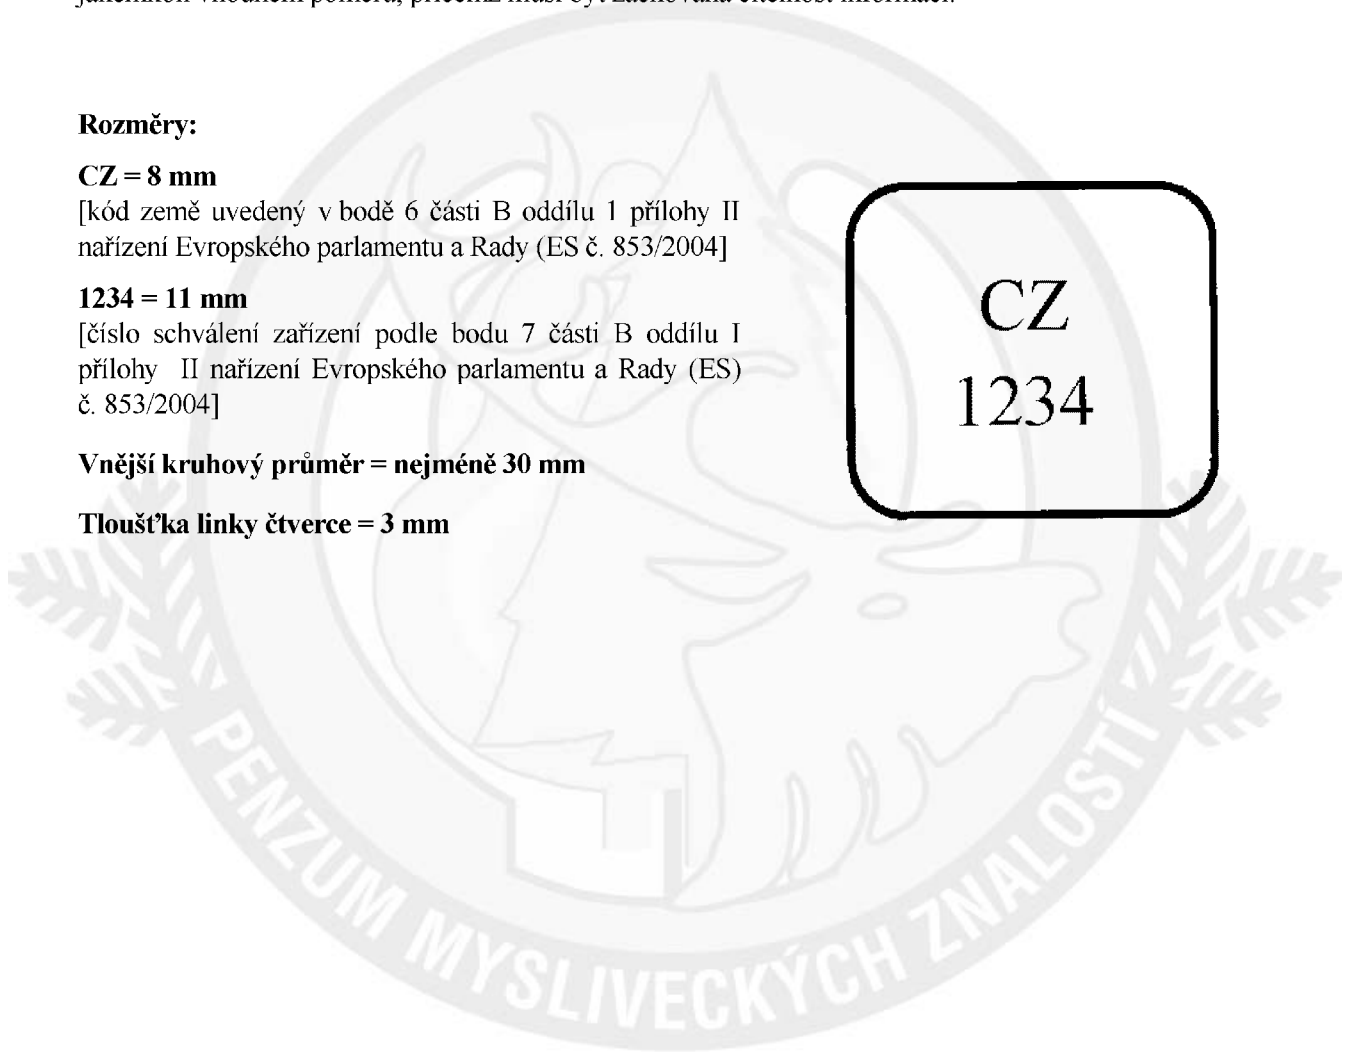 Rozměry:
CZ = 8 mm
[kód země uvedený v bodě 6 části B oddílu 1 přílohy II
nařízení Evropského parlamentu a Rady (ES č. 853/2004]
1234 = 11 mm
[číslo schválení zařízení podle bodu 7 části B oddílu I
přílohy II nařízení Evropského parlamentu a Rady (ES)
č. 853/2004]
Vnější kruhový průměr = nejméně 30 mm
Tloušťka linky čtverce = 3 mm
CZ
1234
PENZUM MYSLIVECKÝCH ZNALOSTÍ